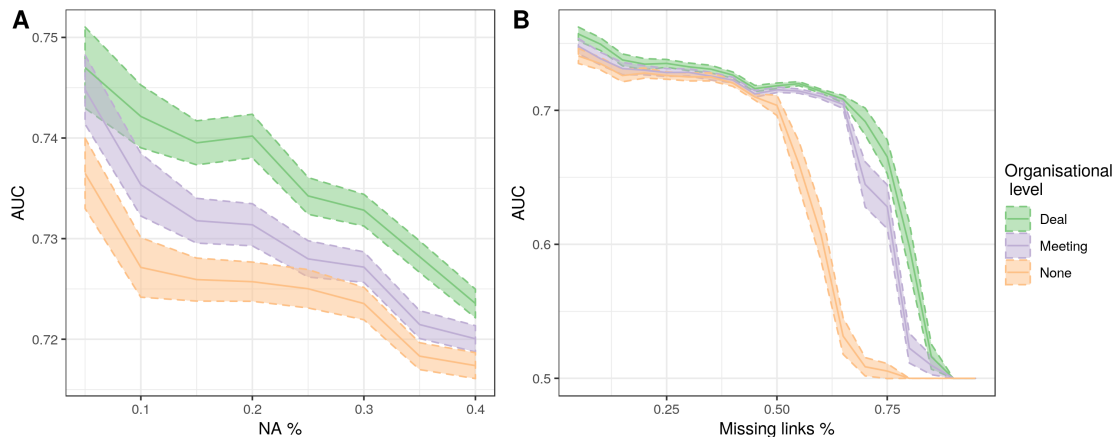 A
0.75
0.74
0.73
0.72
AUC
0.1
0.2
0.3
0.4
NA %
B
0.7
0.6
0.5
AUC
0.25
0.50
0.75
Missing links %
Organisational
level
Deal
Meeting
None